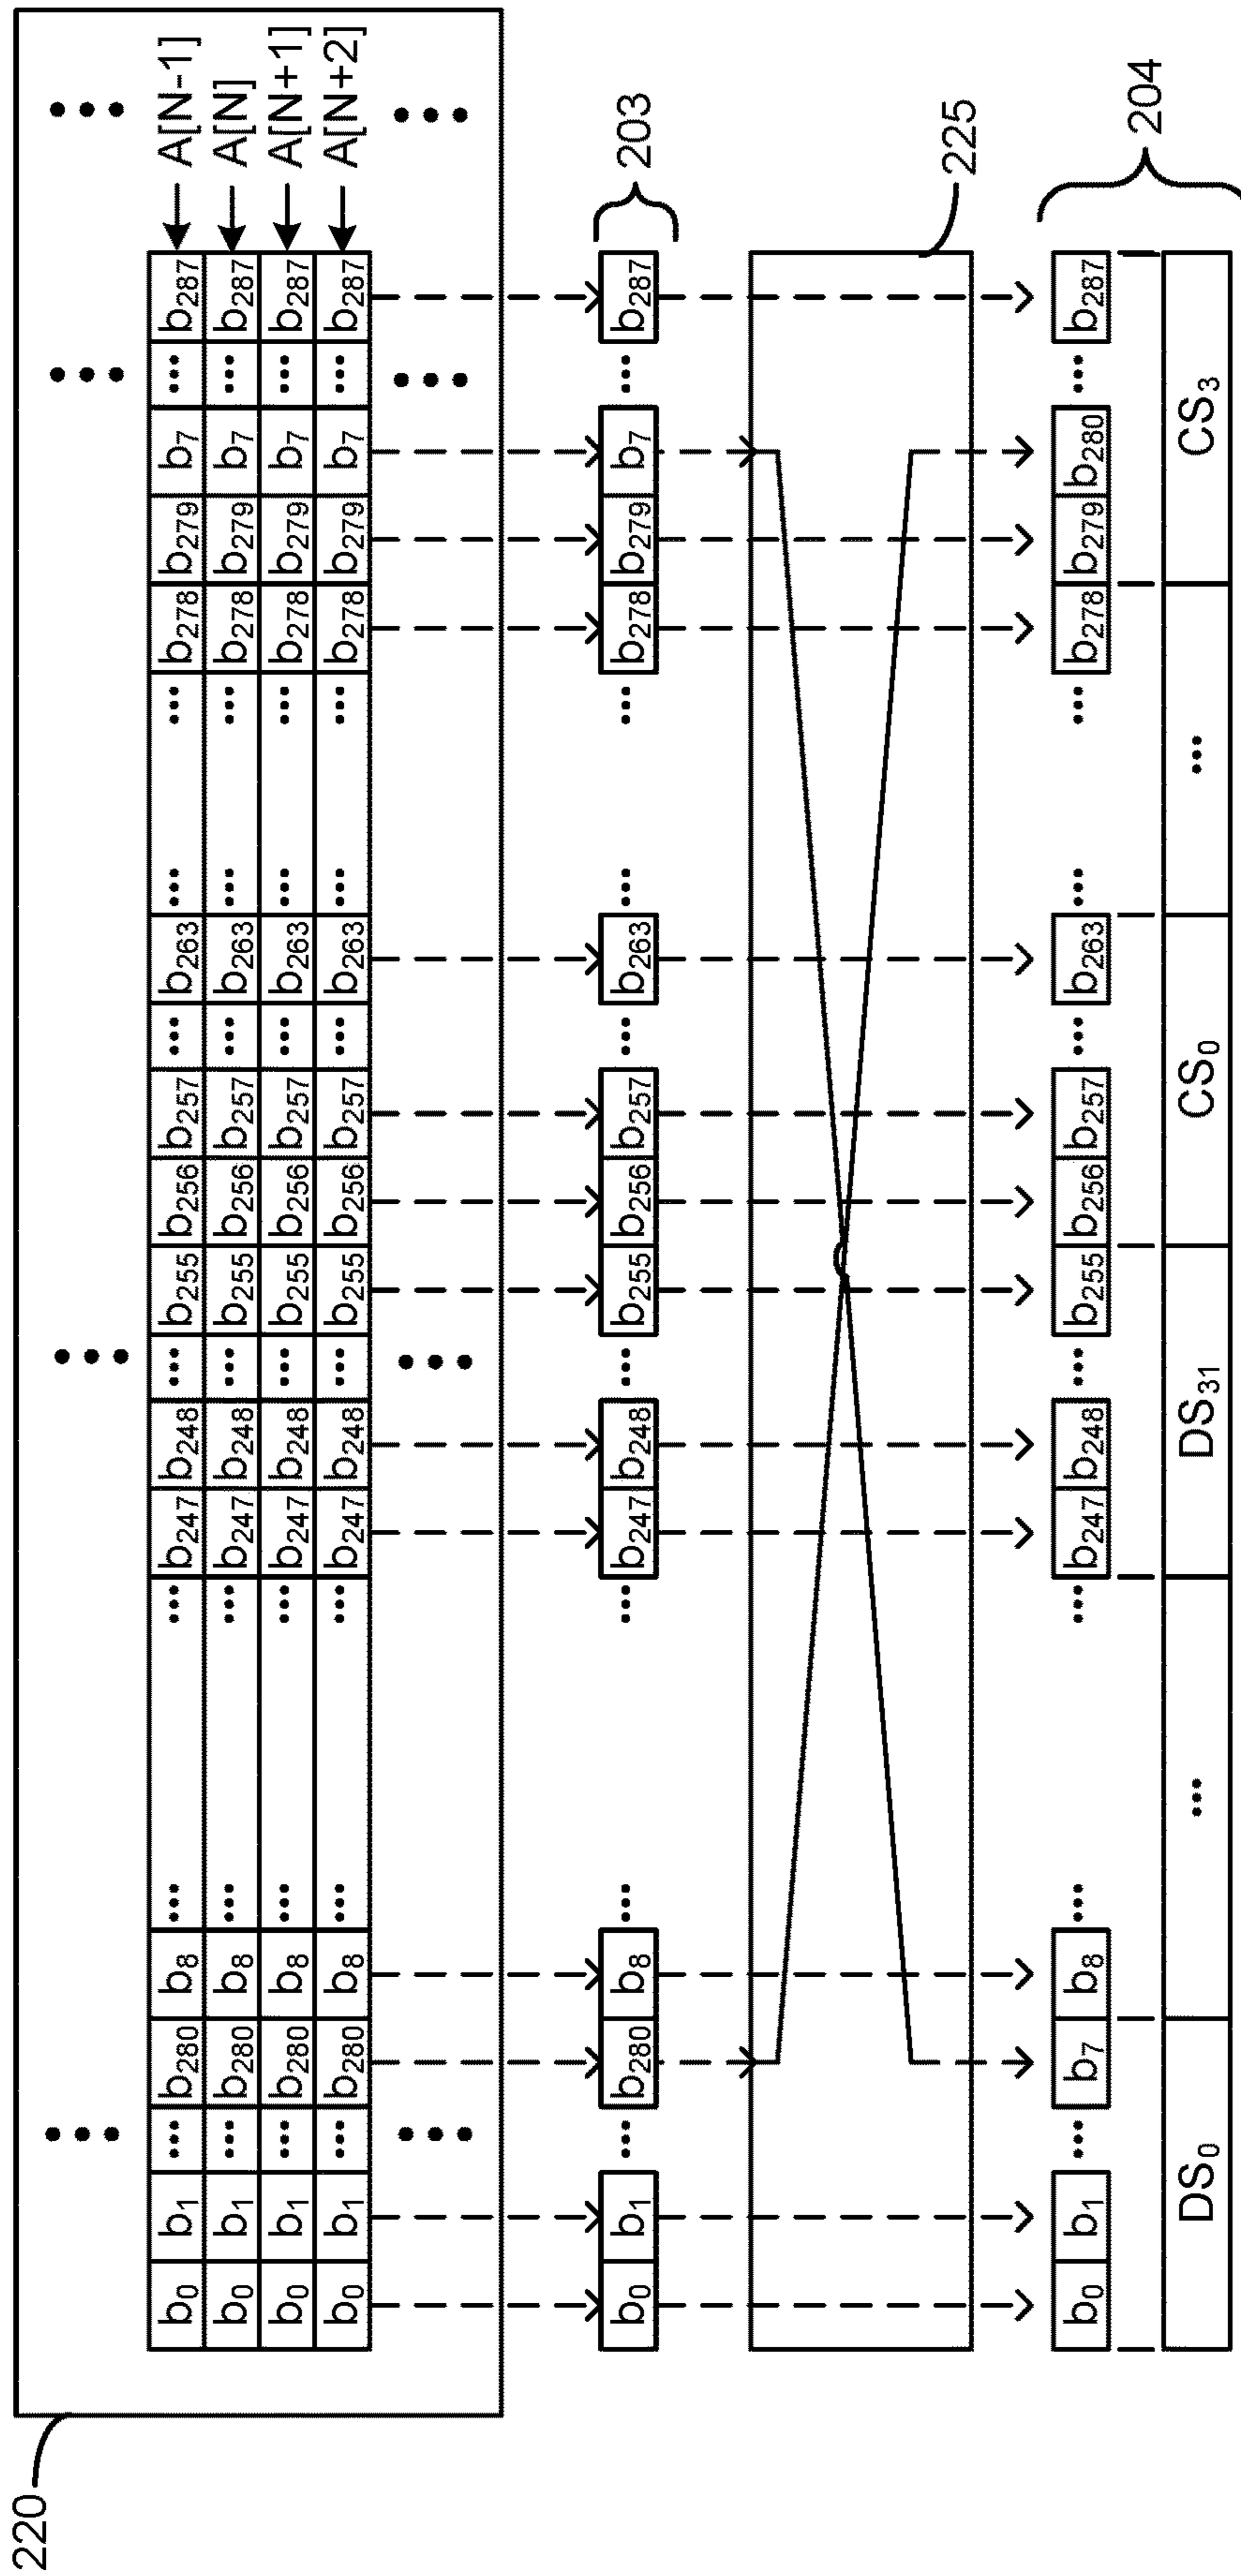 220
••• ••• ••• •••
b0 b1 ••• b280 b8 ••• ••• b247 b248 ••• b255 b256 b257 ••• b263 ••• ••• b278 b279 b7 ••• b287 A[N-1]
b0 b1 ••• b280 b8 ••• ••• b247 b248 ••• b255 b256 b257 ••• b263 ••• ••• b278 b279 b7 ••• b287 A[N]
b0 b1 ••• b280 b8 ••• ••• b247 b248 ••• b255 b256 b257 ••• b263 ••• ••• b278 b279 b7 ••• b287 A[N+1]
b0 b1 ••• b280 b8 ••• ••• b247 b248 ••• b255 b256 b257 ••• b263 ••• ••• b278 b279 b7 ••• b287 A[N+2]
••• ••• ••• •••
b0 b1 ••• b280 b8 ••• ••• b247 b248 ••• b255 b256 b257 ••• b263 ••• ••• b278 b279 b7 ••• b287 203
225
b0 b1 ••• b7 b8 ••• ••• b247 b248 ••• b255 b256 b257 ••• b263 ••• ••• b278 b279 b280 ••• b287
204
DS0 ••• DS31 CS0 ••• CS3